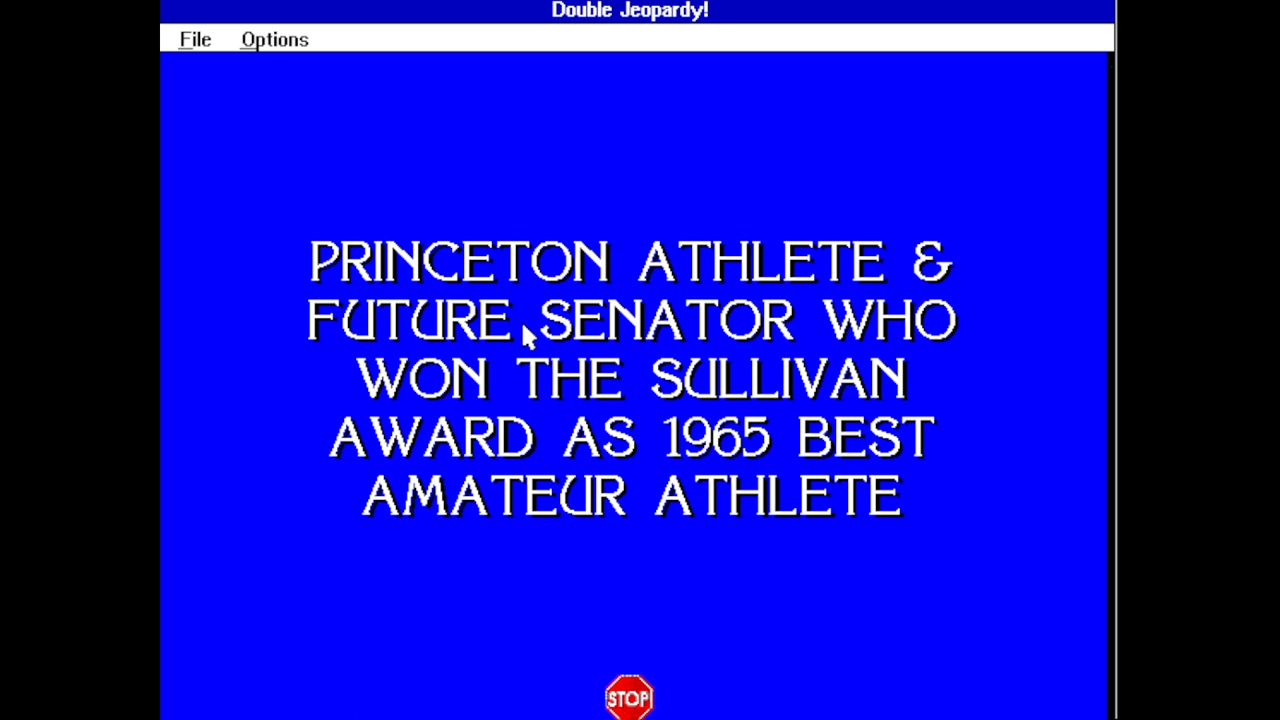 Double Jeopardy!
File Options
PRINCETON ATHLETE &
FUTURE SENATOR WHO
WON THE SULLIVAN
AWARD AS 1965 BEST
AMATEUR ATHLETE
STOP